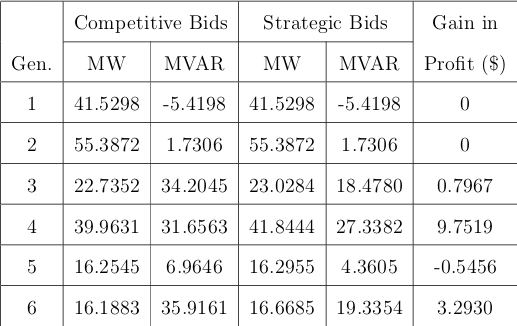 Competitive Bids Strategic Bids Gain in
Gen. MW MVAR MW MVAR Profit ($)
1 41.5298 -5.4198 41.5298 -5.4198 0
2 55.3872 1.7306 55.3872 1.7306 0
3 22.7352 34.2045 23.0284 18.4780 0.7967
4 39.9631 31.6563 41.8444 27.3382 9.7519
5 16.2545 6.9646 16.2955 4.3605 -0.5456
6 16.1883 35.9161 16.6685 19.3354 3.2930